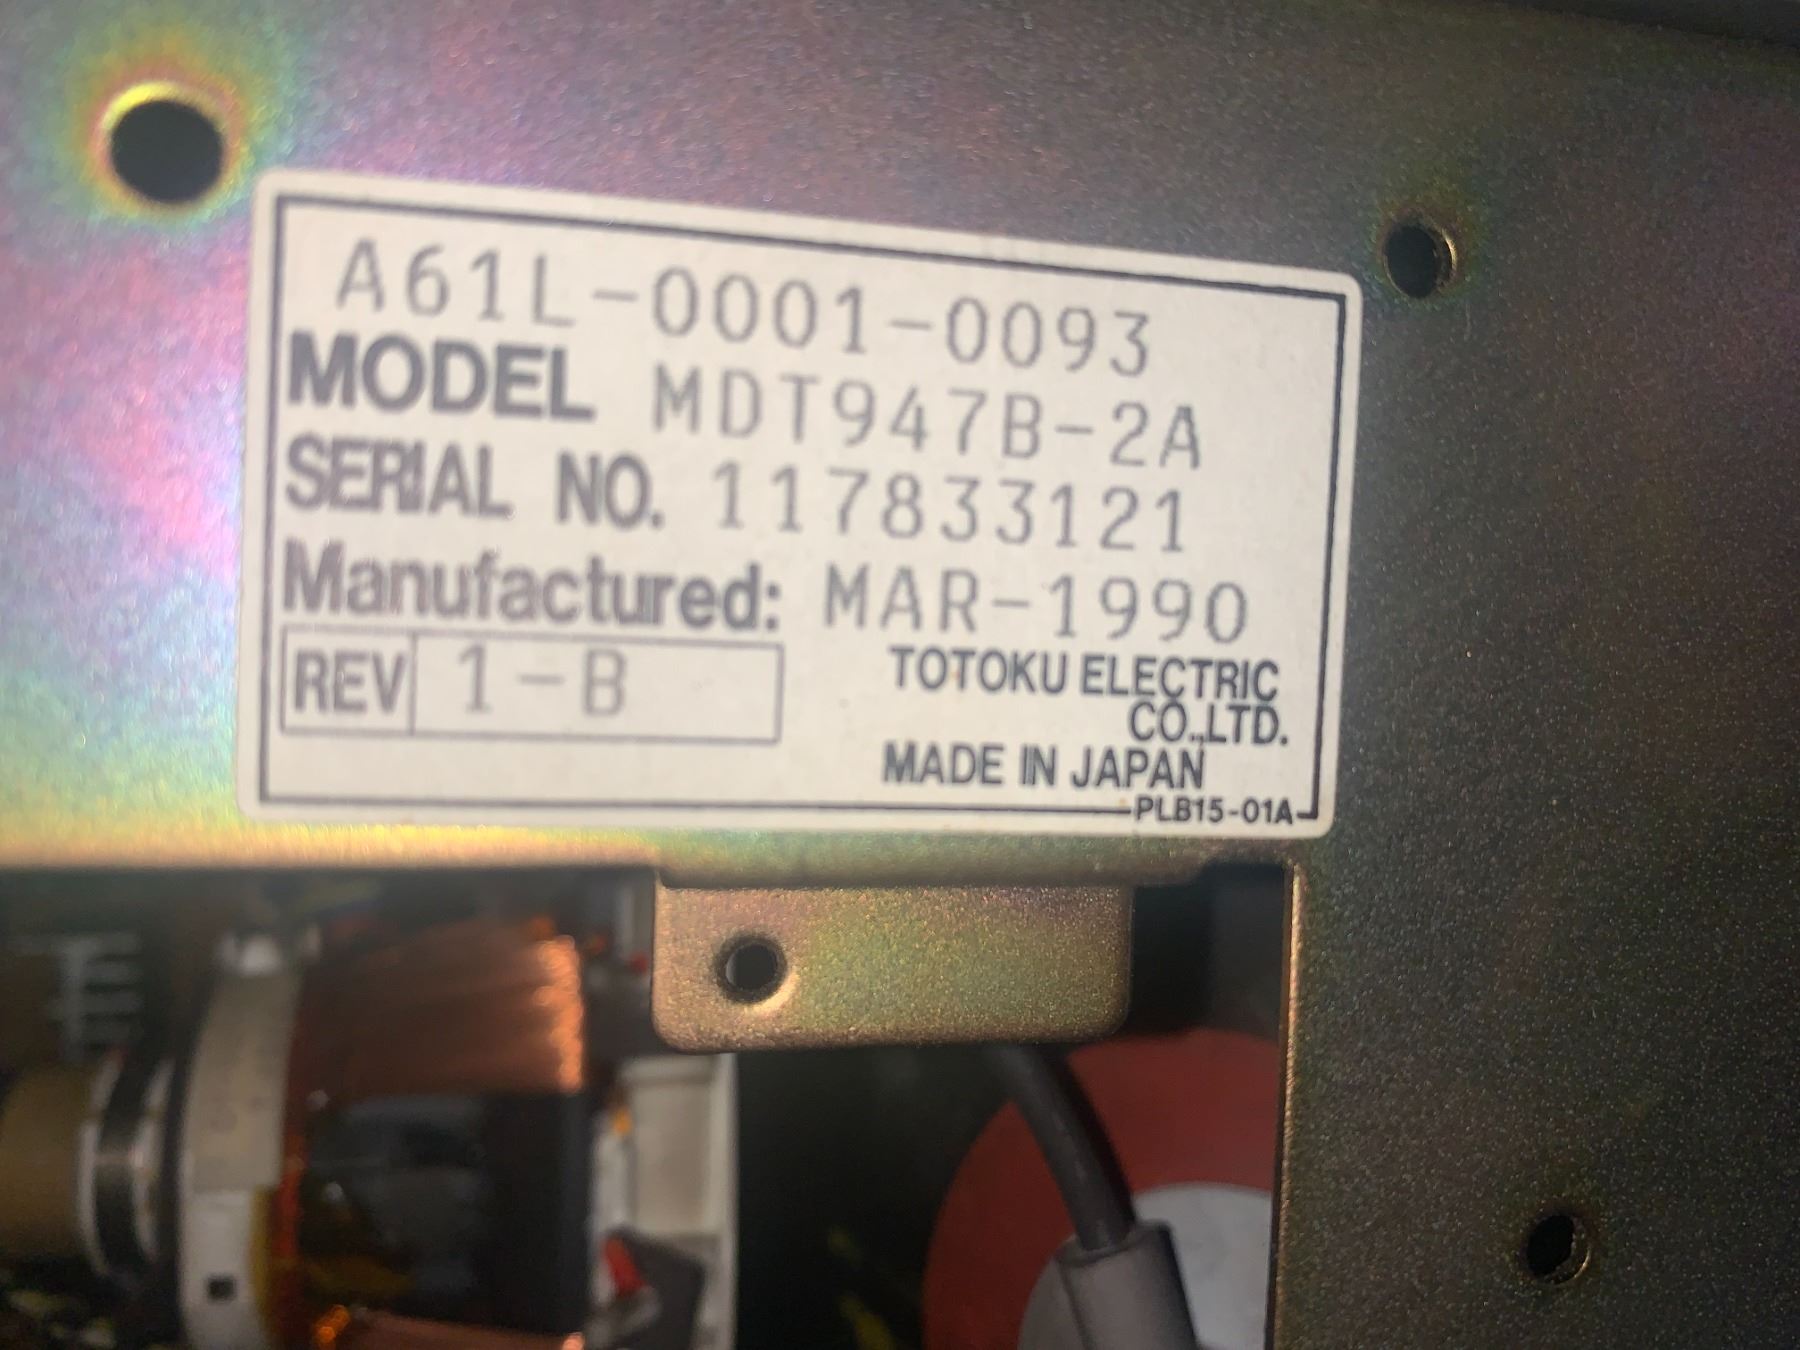 A61L-0001-0093
MODEL MDT947B-2A
SERIAL NO. 117833121
Manufactured: MAR-1990
REV 1-B
TOTOKU ELECTRIC
CO.,LTD.
MADE IN JAPAN
PLB15-01A